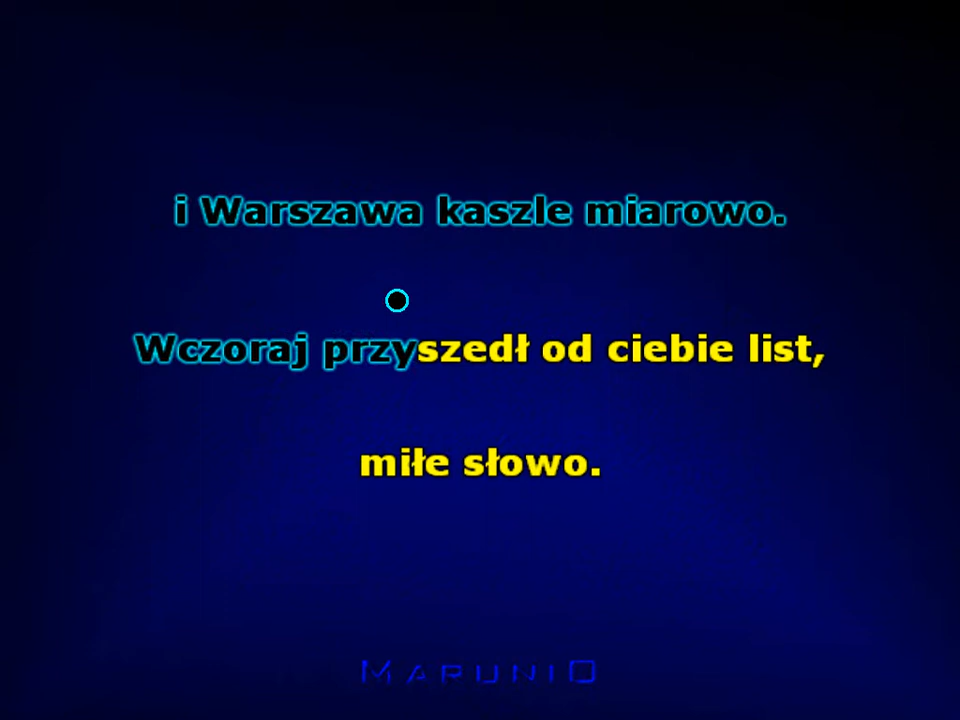 i Warszawa kaszle miarowo.
Wczoraj przyszedł od ciebie list,
miłe słowo.
MARUNIO